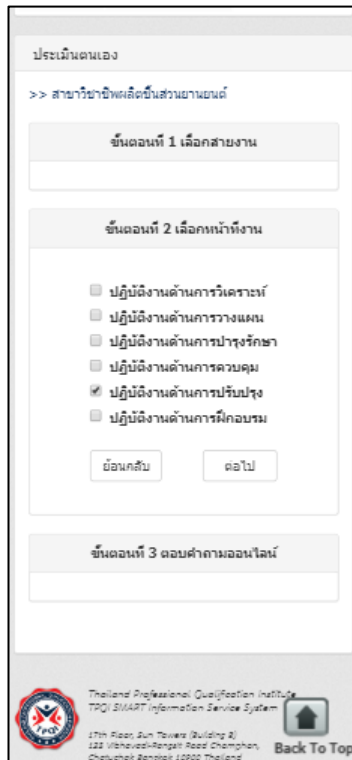 ประเมินตนเอง
>> สาขาวิชาชีพผลิตชิ้นส่วนยานยนต์
ขั้นตอนที่ 1 เลือกสายงาน
ขั้นตอนที่ 2 เลือกหน้าที่งาน
ปฏิบัติงานด้านการวิเคราะห์
ปฏิบัติงานด้านการวางแผน
ปฏิบัติงานด้านการบำรุงรักษา
ปฏิบัติงานด้านการควบคุม
ปฏิบัติงานด้านการปรับปรุง
ปฏิบัติงานด้านการฝึกอบรม
ย้อนกลับ
ต่อไป
ขั้นตอนที่ 3 ตอบคำถามออนไลน์
TPQI
Thailand Professional Qualification Institute
TPQI SMART Information Service System
17th Floor, Sun Towers (Building B)
123 Vibhavadi-Rangsit Road Chomphon,
Chatuchak Bangkok 10900 Thailand
Back To Top